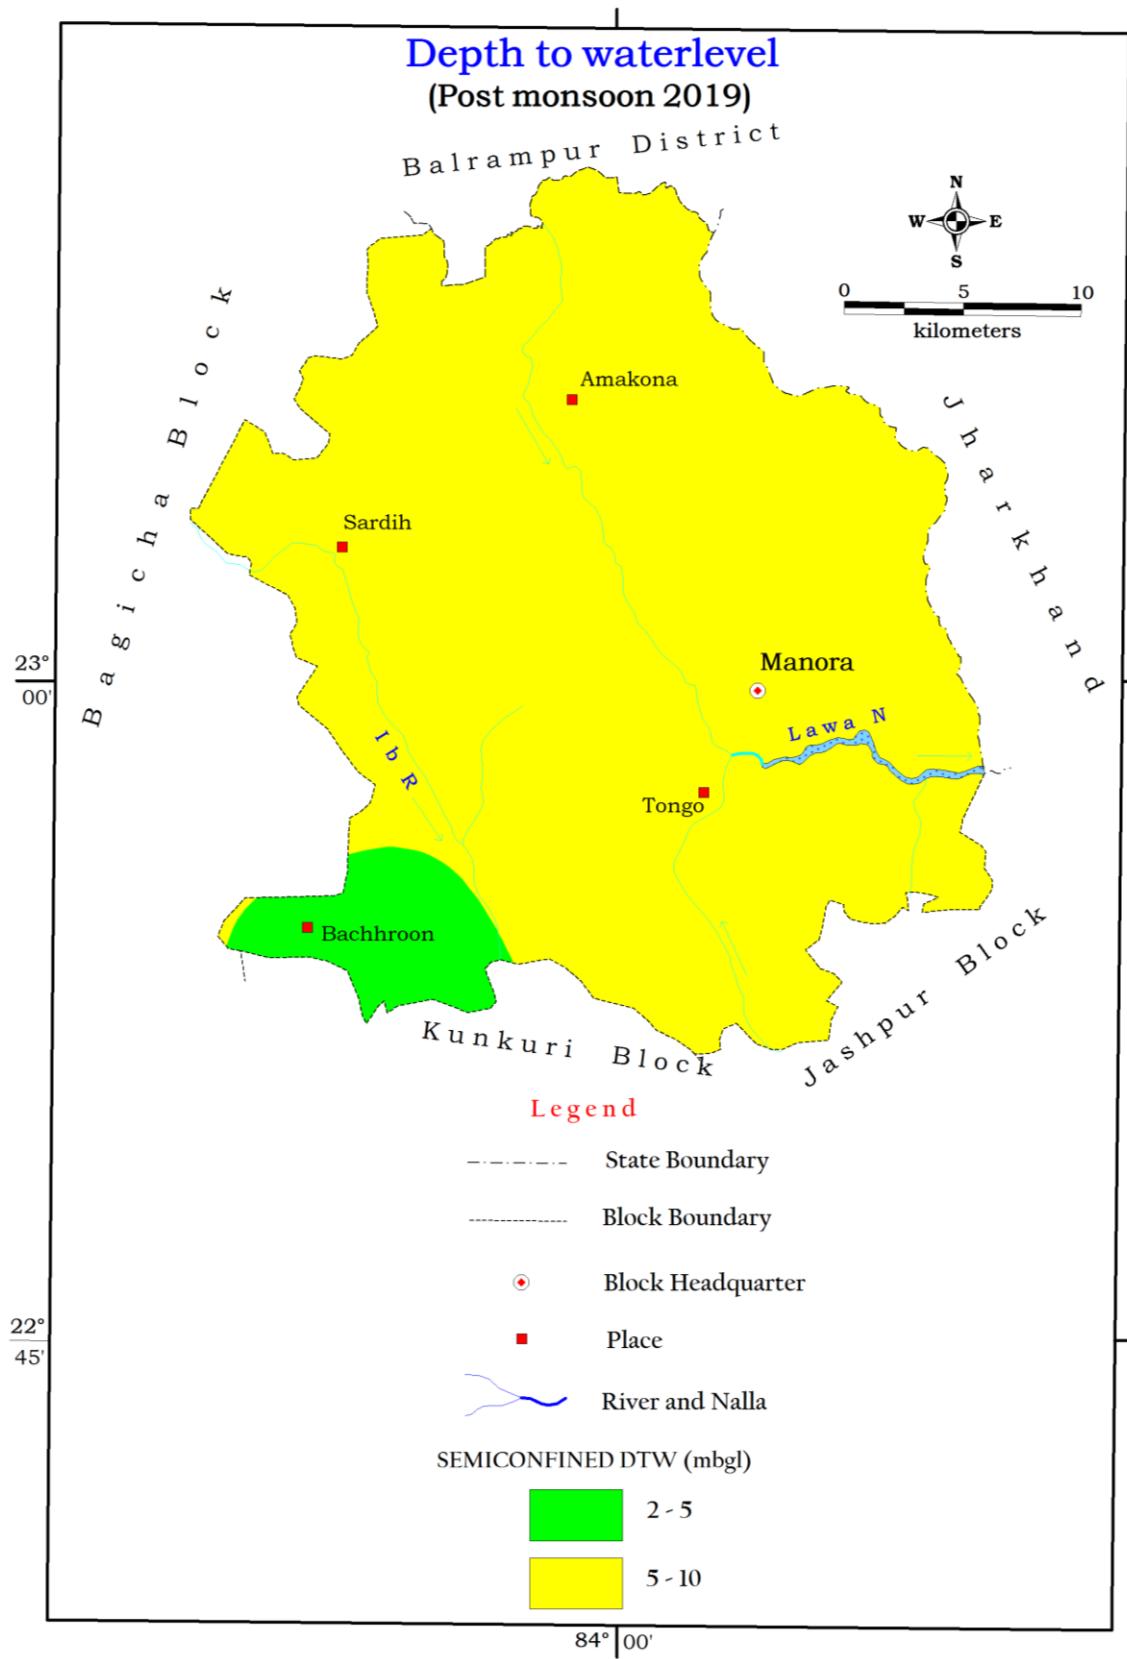 Depth to waterlevel
(Post monsoon 2019)
Balrampur District
N
W E
S
0 5 10
kilometers
Bagicha Block
Jharkhand
Amakona
Sardih
23°
00'
Manora
Lawa N
Ib R
Tongo
Bachhroon
Kunkuri Block
Jashpur Block
Legend
State Boundary
Block Boundary
Block Headquarter
Place
River and Nalla
22°
45'
SEMICONFINED DTW (mbgl)
2 - 5
5 - 10
84° 00'